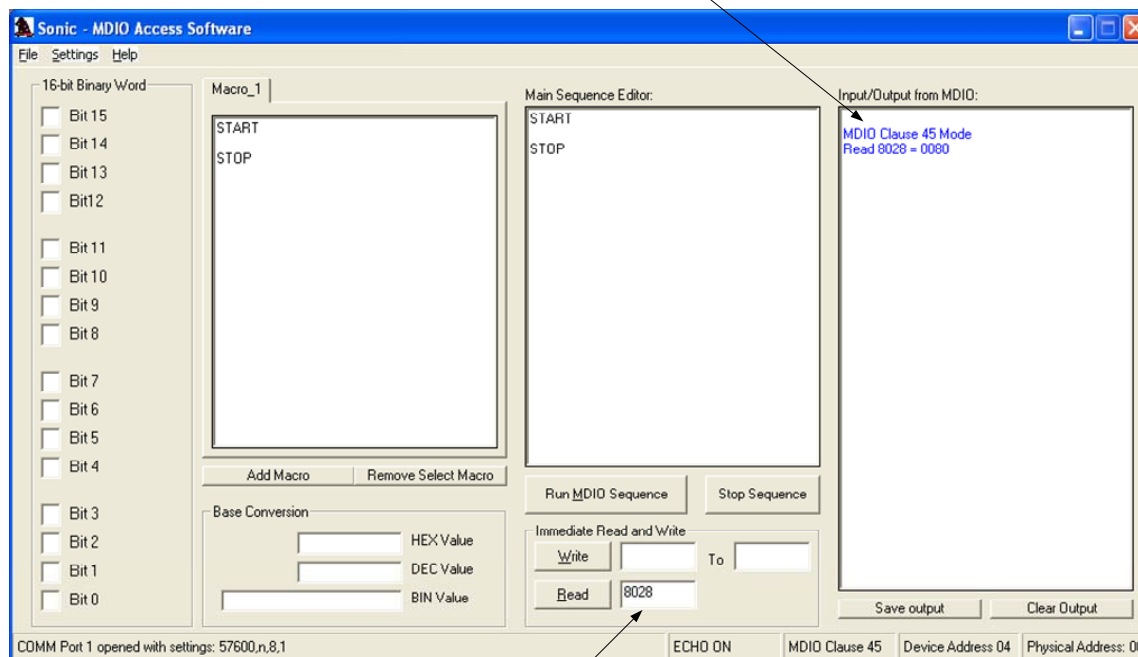 Sonic - MDIO Access Software
File Settings Help
16-bit Binary Word
Bit 15
Bit 14
Bit 13
Bit12
Bit 11
Bit 10
Bit 9
Bit 8
Bit 7
Bit 6
Bit 5
Bit 4
Bit 3
Bit 2
Bit 1
Bit 0
Macro_1
START
STOP
Add Macro
Remove Select Macro
Base Conversion
HEX Value
DEC Value
BIN Value
Main Sequence Editor:
START
STOP
Run MDIO Sequence
Stop Sequence
Immediate Read and Write
Write
To
Read
8028
Input/Output from MDIO:
MDIO Clause 45 Mode
Read 8028 = 0080
Save output
Clear Output
COMM Port 1 opened with settings: 57600,n,8,1
ECHO ON
MDIO Clause 45
Device Address 04
Physical Address: